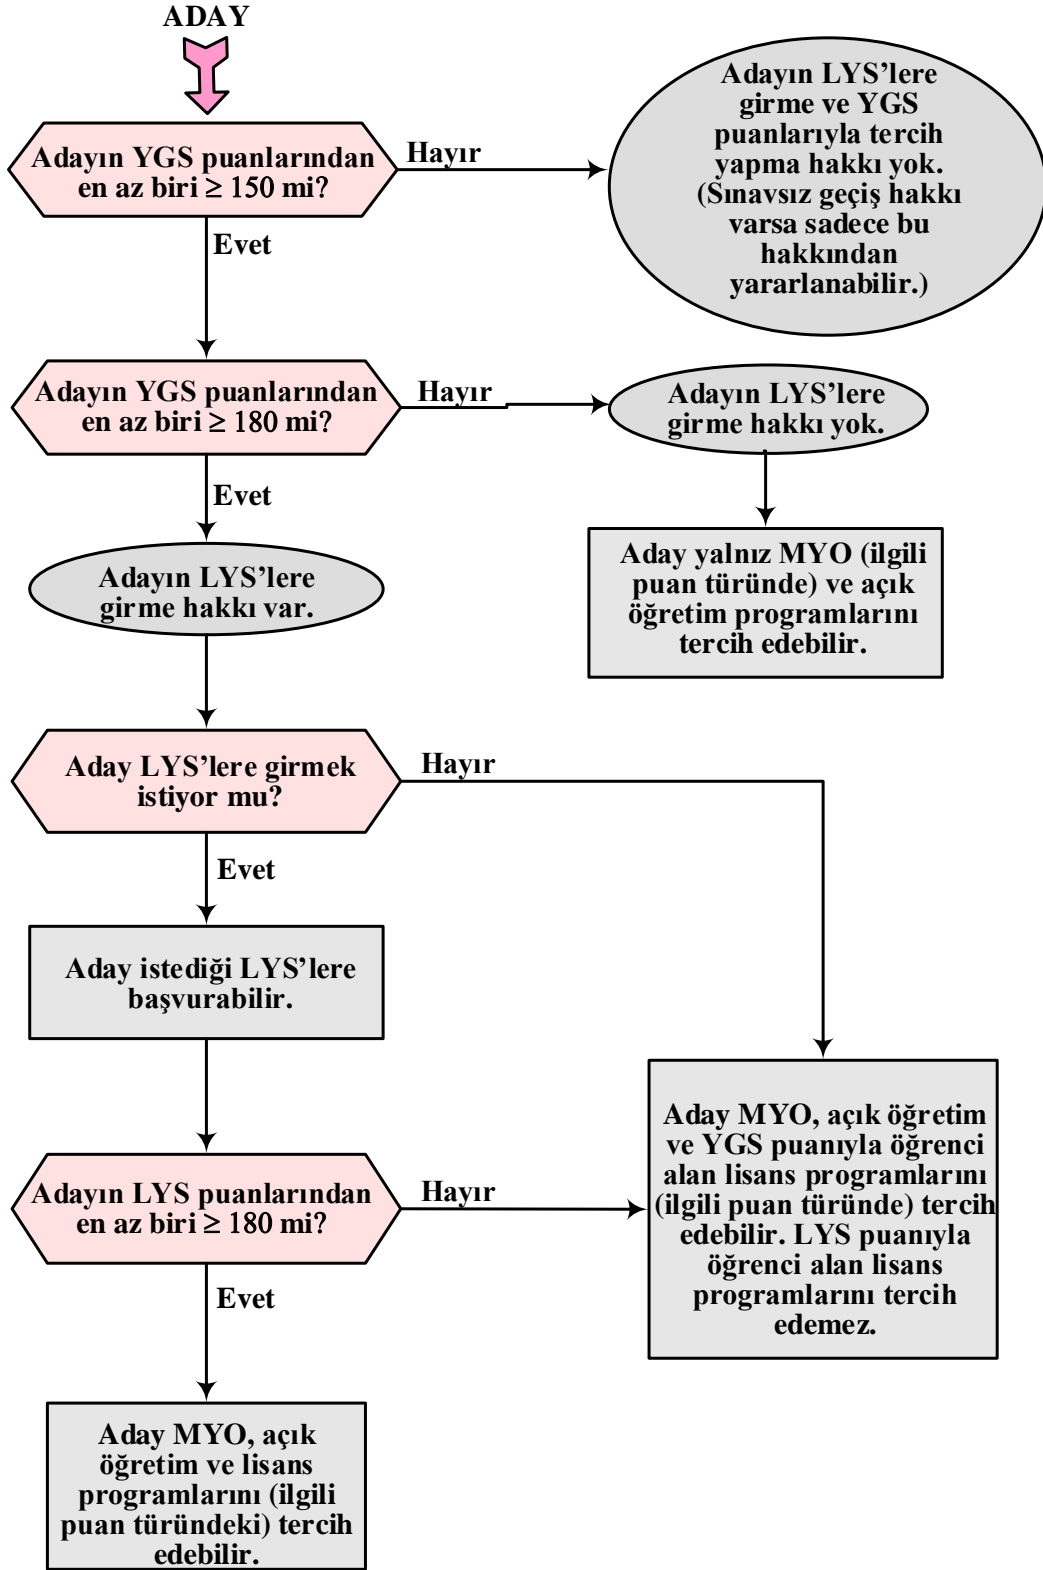 ADAY
Adayın YGS puanlarından
en az biri ≥ 150 mi?
Hayır
Adayın LYS’lere
girme ve YGS
puanlarıyla tercih
yapma hakkı yok.
(Sınavsız geçiş hakkı
varsa sadece bu
hakkından
yararlanabilir.)
Evet
Adayın YGS puanlarından
en az biri ≥ 180 mi?
Hayır
Adayın LYS’lere
girme hakkı yok.
Evet
Aday yalnız MYO (ilgili
puan türünde) ve açık
öğretim programlarını
tercih edebilir.
Adayın LYS’lere
girme hakkı var.
Aday LYS’lere girmek
istiyor mu?
Hayır
Evet
Aday istediği LYS’lere
başvurabilir.
Aday MYO, açık öğretim
ve YGS puanıyla öğrenci
alan lisans programlarını
(ilgili puan türünde) tercih
edebilir. LYS puanıyla
öğrenci alan lisans
programlarını tercih
edemez.
Adayın LYS puanlarından
en az biri ≥ 180 mi?
Hayır
Evet
Aday MYO, açık
öğretim ve lisans
programlarını (ilgili
puan türündeki) tercih
edebilir.